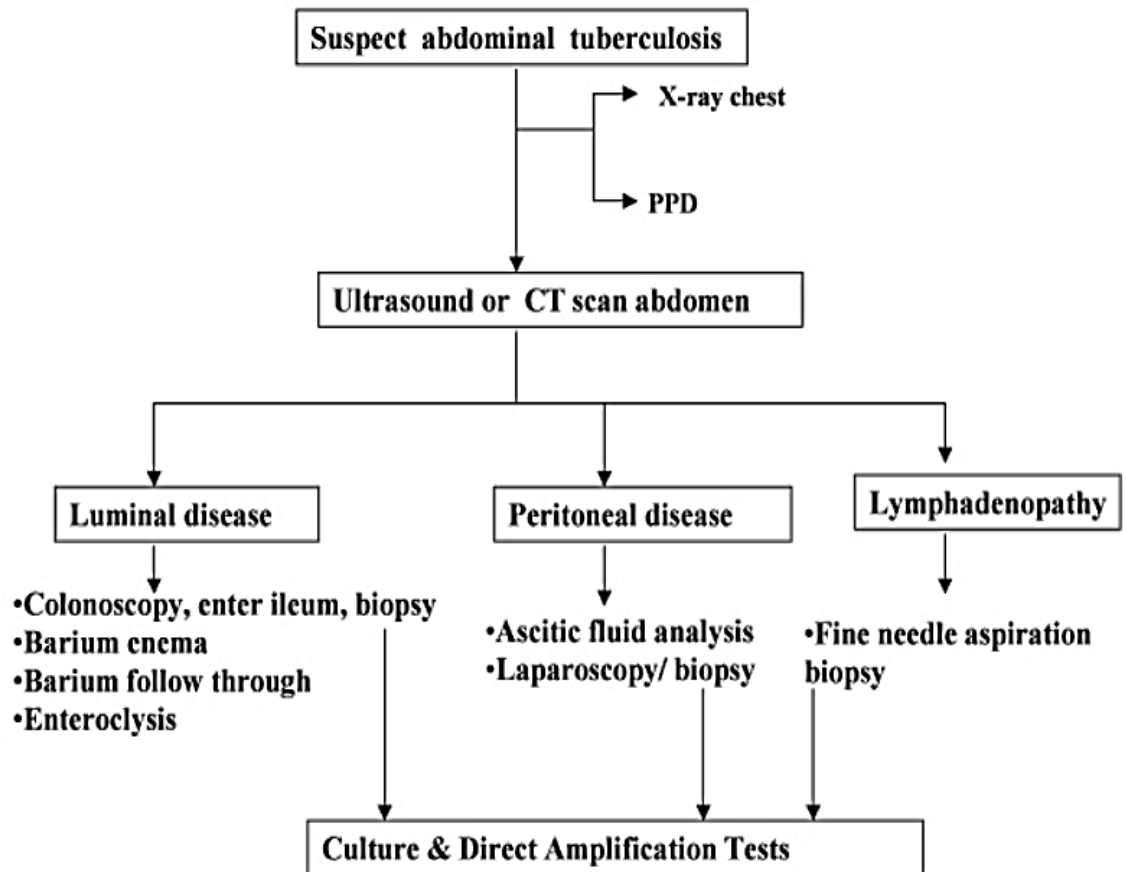 Suspect abdominal tuberculosis
X-ray chest
PPD
Ultrasound or CT scan abdomen
Luminal disease
Peritoneal disease
Lymphadenopathy
•Colonoscopy, enter ileum, biopsy
•Barium enema
•Barium follow through
•Enteroclysis
•Ascitic fluid analysis
•Laparoscopy/ biopsy
•Fine needle aspiration
biopsy
Culture & Direct Amplification Tests